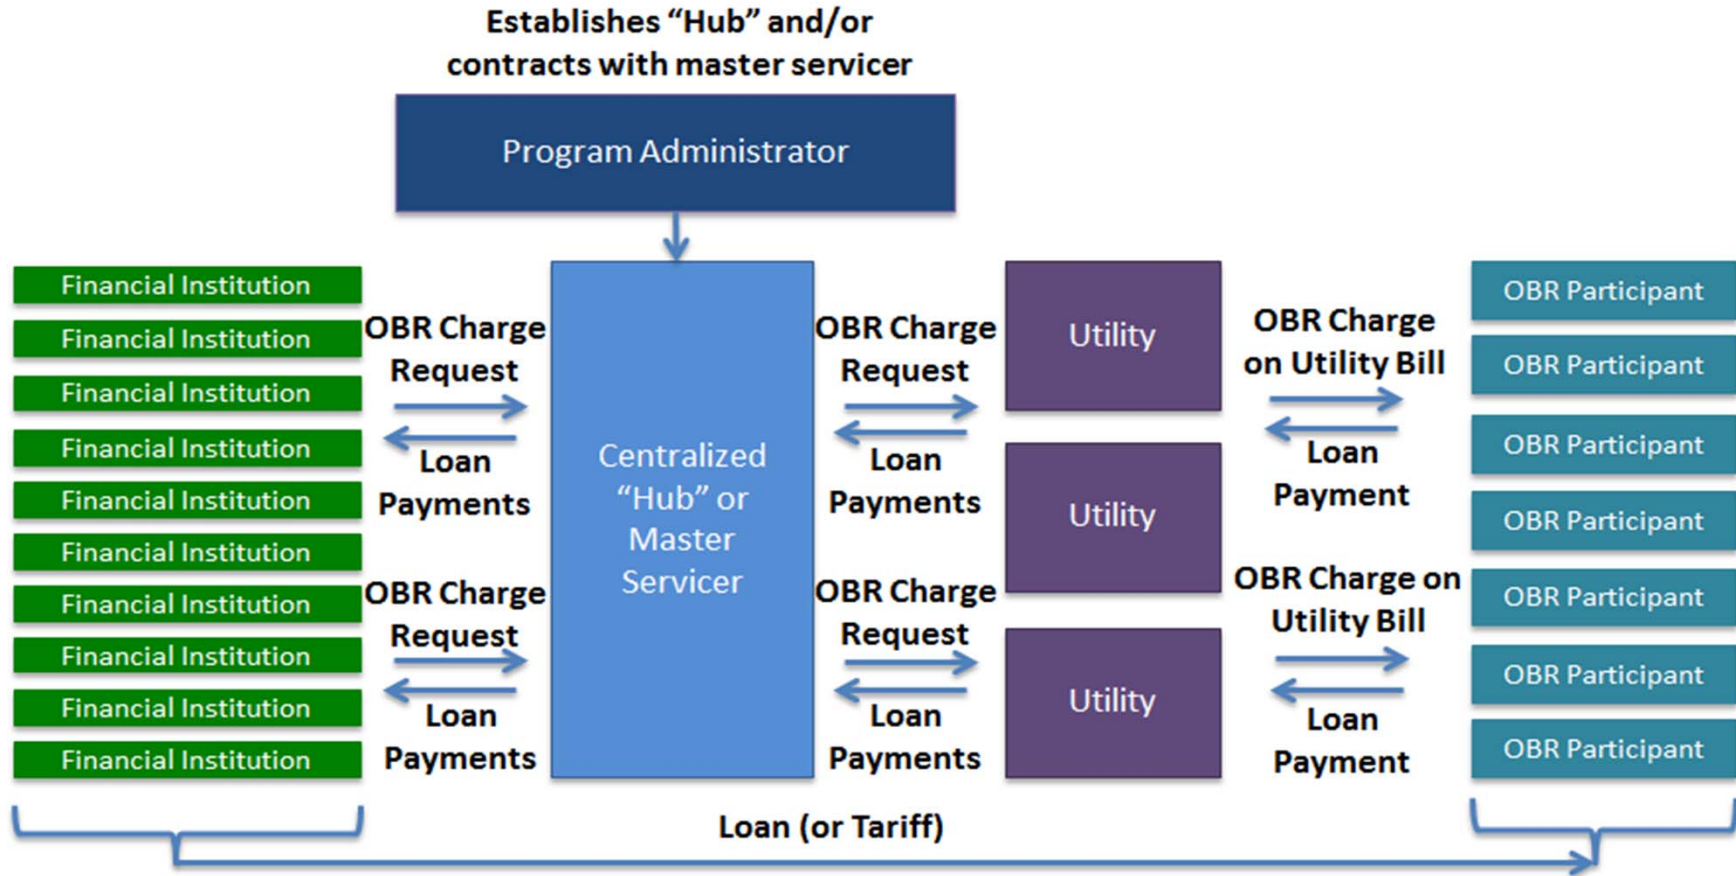 Establishes “Hub” and/or
contracts with master servicer
Program Administrator
Financial Institution
Financial Institution
Financial Institution
Financial Institution
Financial Institution
Financial Institution
Financial Institution
Financial Institution
Financial Institution
Financial Institution
OBR Charge
Request
Loan
Payments
OBR Charge
Request
Loan
Payments
Centralized
“Hub” or
Master
Servicer
OBR Charge
Request
Loan
Payments
OBR Charge
Request
Loan
Payments
Utility
Utility
Utility
OBR Charge
on Utility Bill
Loan
Payment
OBR Charge on
Utility Bill
Loan
Payment
OBR Participant
OBR Participant
OBR Participant
OBR Participant
OBR Participant
OBR Participant
OBR Participant
Loan (or Tariff)